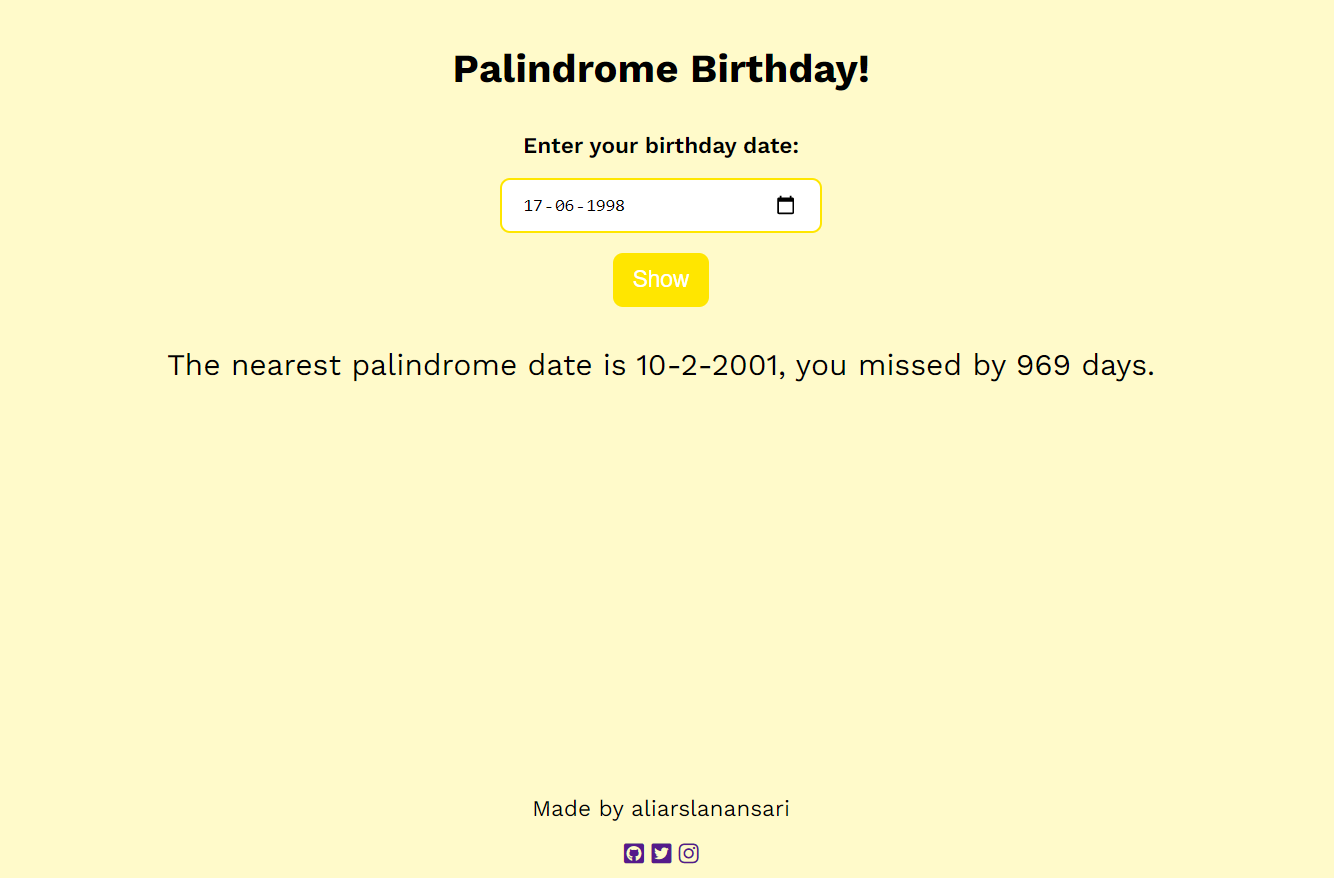 Palindrome Birthday!
Enter your birthday date:
17-06-1998
Show
The nearest palindrome date is 10-2-2001, you missed by 969 days.
Made by aliarslanansari